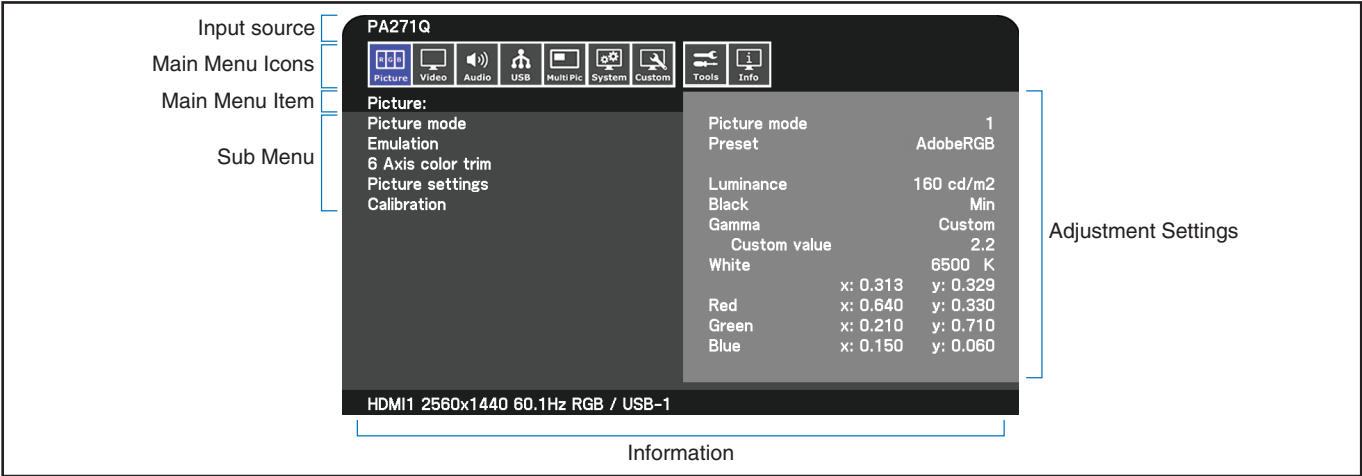 Input source
PA271Q
Main Menu Icons
R G B
Picture Video Audio USB Multi Pic System Custom Tools Info
Main Menu Item
Picture:
Sub Menu
Picture mode
Emulation
6 Axis color trim
Picture settings
Calibration
Picture mode 1
Preset AdobeRGB
Luminance 160 cd/m2
Black Min
Gamma Custom
Custom value 2.2
White 6500 K
x: 0.313 y: 0.329
Red x: 0.640 y: 0.330
Green x: 0.210 y: 0.710
Blue x: 0.150 y: 0.060
Adjustment Settings
HDMI1 2560x1440 60.1Hz RGB / USB-1
Information